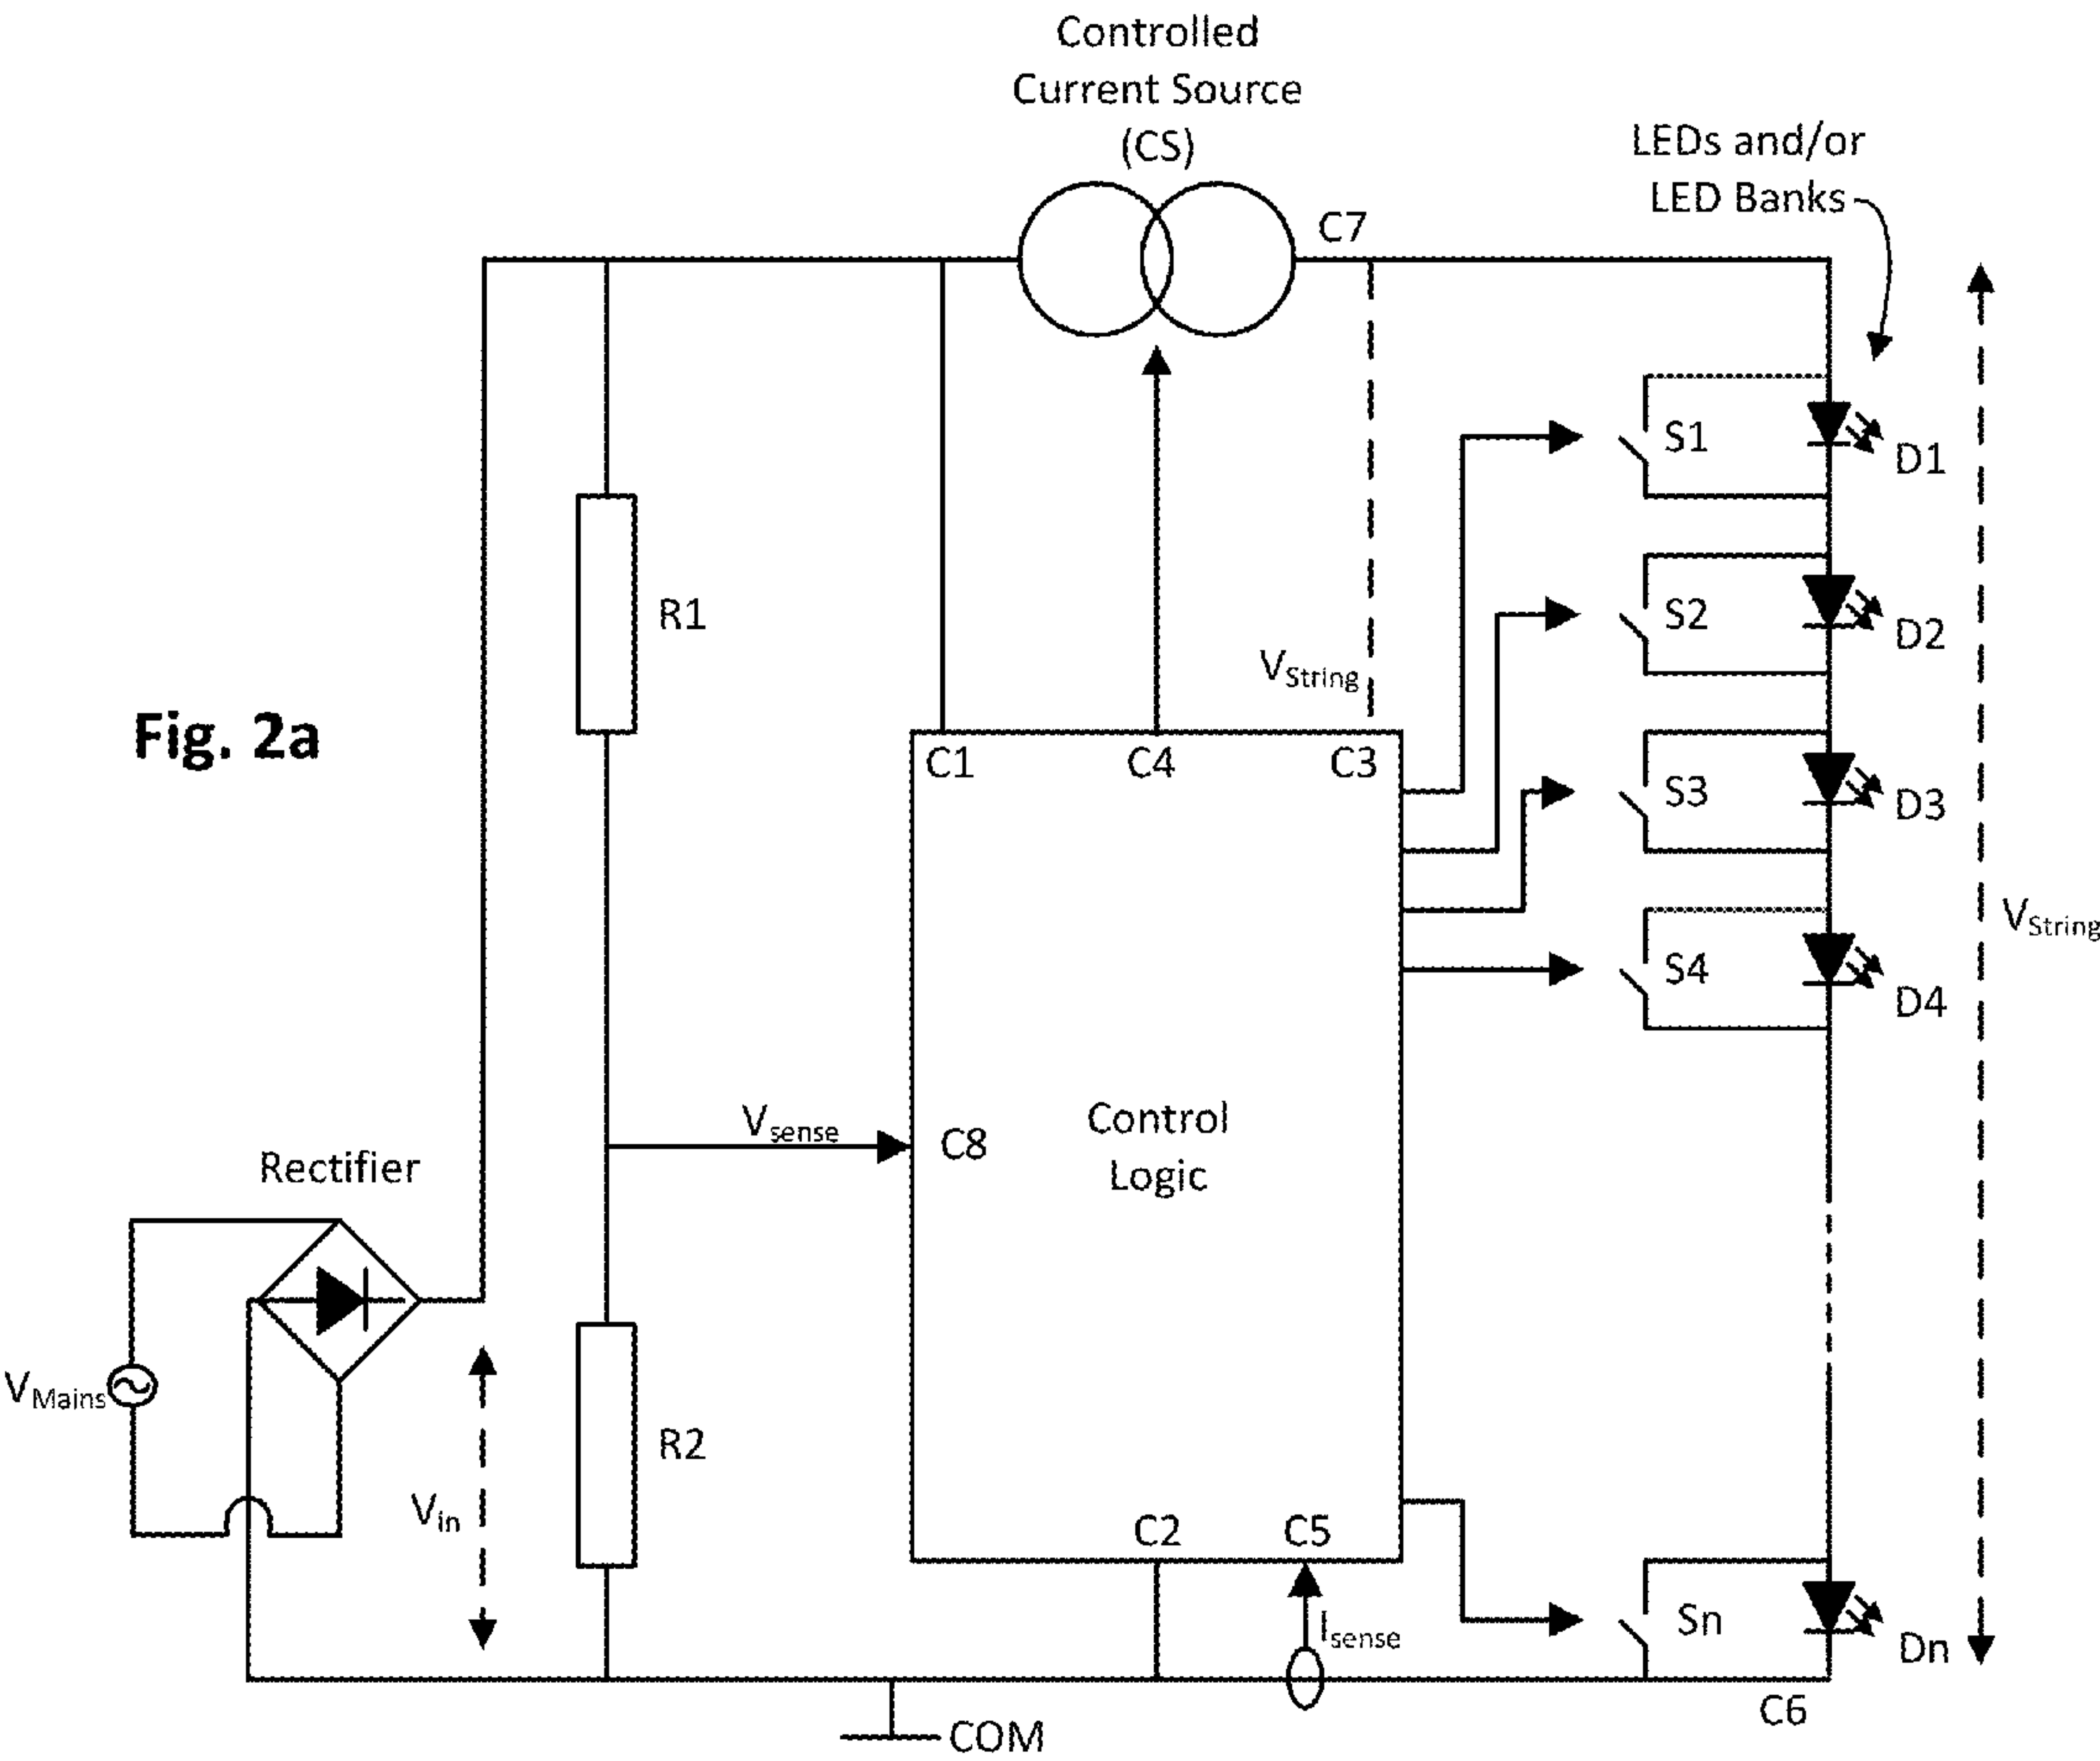 Controlled
Current Source
(CS)
LEDs and/or
LED Banks
C7
S1
D1
S2
D2
R1
VString
Fig. 2a
C1
C4
C3
S3
D3
VString
S4
D4
Vsense
C8
Control
Logic
Rectifier
VMains
R2
Vin
C2
C5
Isense
Sn
Dn
C6
COM